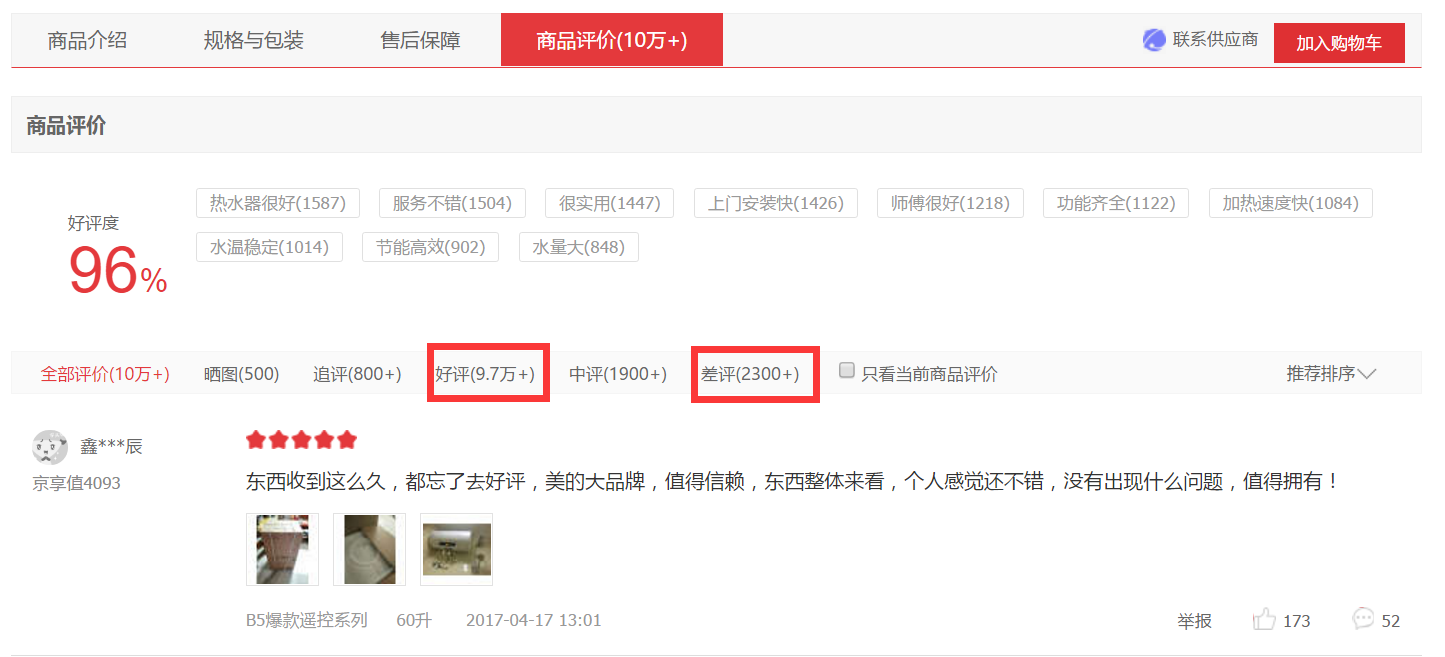 商品介绍 规格与包装 售后保障 商品评价(10万+) 联系供应商 加入购物车
商品评价
好评度
96%
热水器很好(1587) 服务不错(1504) 很实用(1447) 上门安装快(1426) 师傅很好(1218) 功能齐全(1122) 加热速度快(1084)
水温稳定(1014) 节能高效(902) 水量大(848)
全部评价(10万+) 晒图(500) 追评(800+) 好评(9.7万+) 中评(1900+) 差评(2300+) 只看当前商品评价 推荐排序
鑫***辰
京享值4093
东西收到这么久，都忘了去好评，美的大品牌，值得信赖，东西整体来看，个人感觉还不错，没有出现什么问题，值得拥有！
B5爆款遥控系列 60升 2017-04-17 13:01 举报 173 52